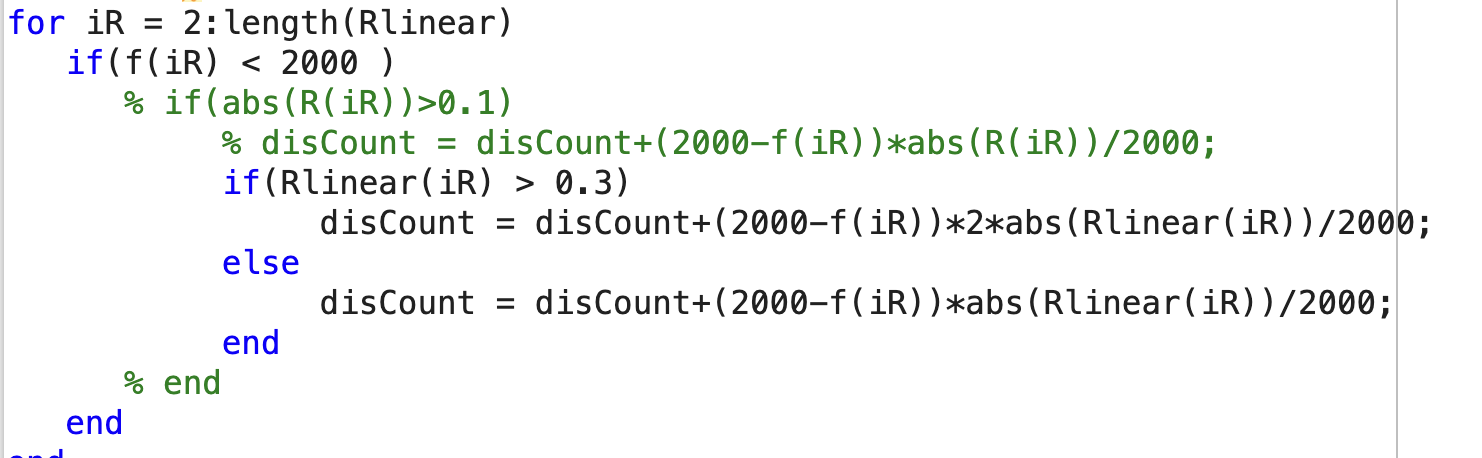 for iR = 2:length(Rlinear)
if(f(iR) < 2000 )
% if(abs(R(iR))>0.1)
% disCount = disCount+(2000-f(iR))*abs(R(iR))/2000;
if(Rlinear(iR) > 0.3)
disCount = disCount+(2000-f(iR))*2*abs(Rlinear(iR))/2000;
else
disCount = disCount+(2000-f(iR))*abs(Rlinear(iR))/2000;
end
% end
end
end